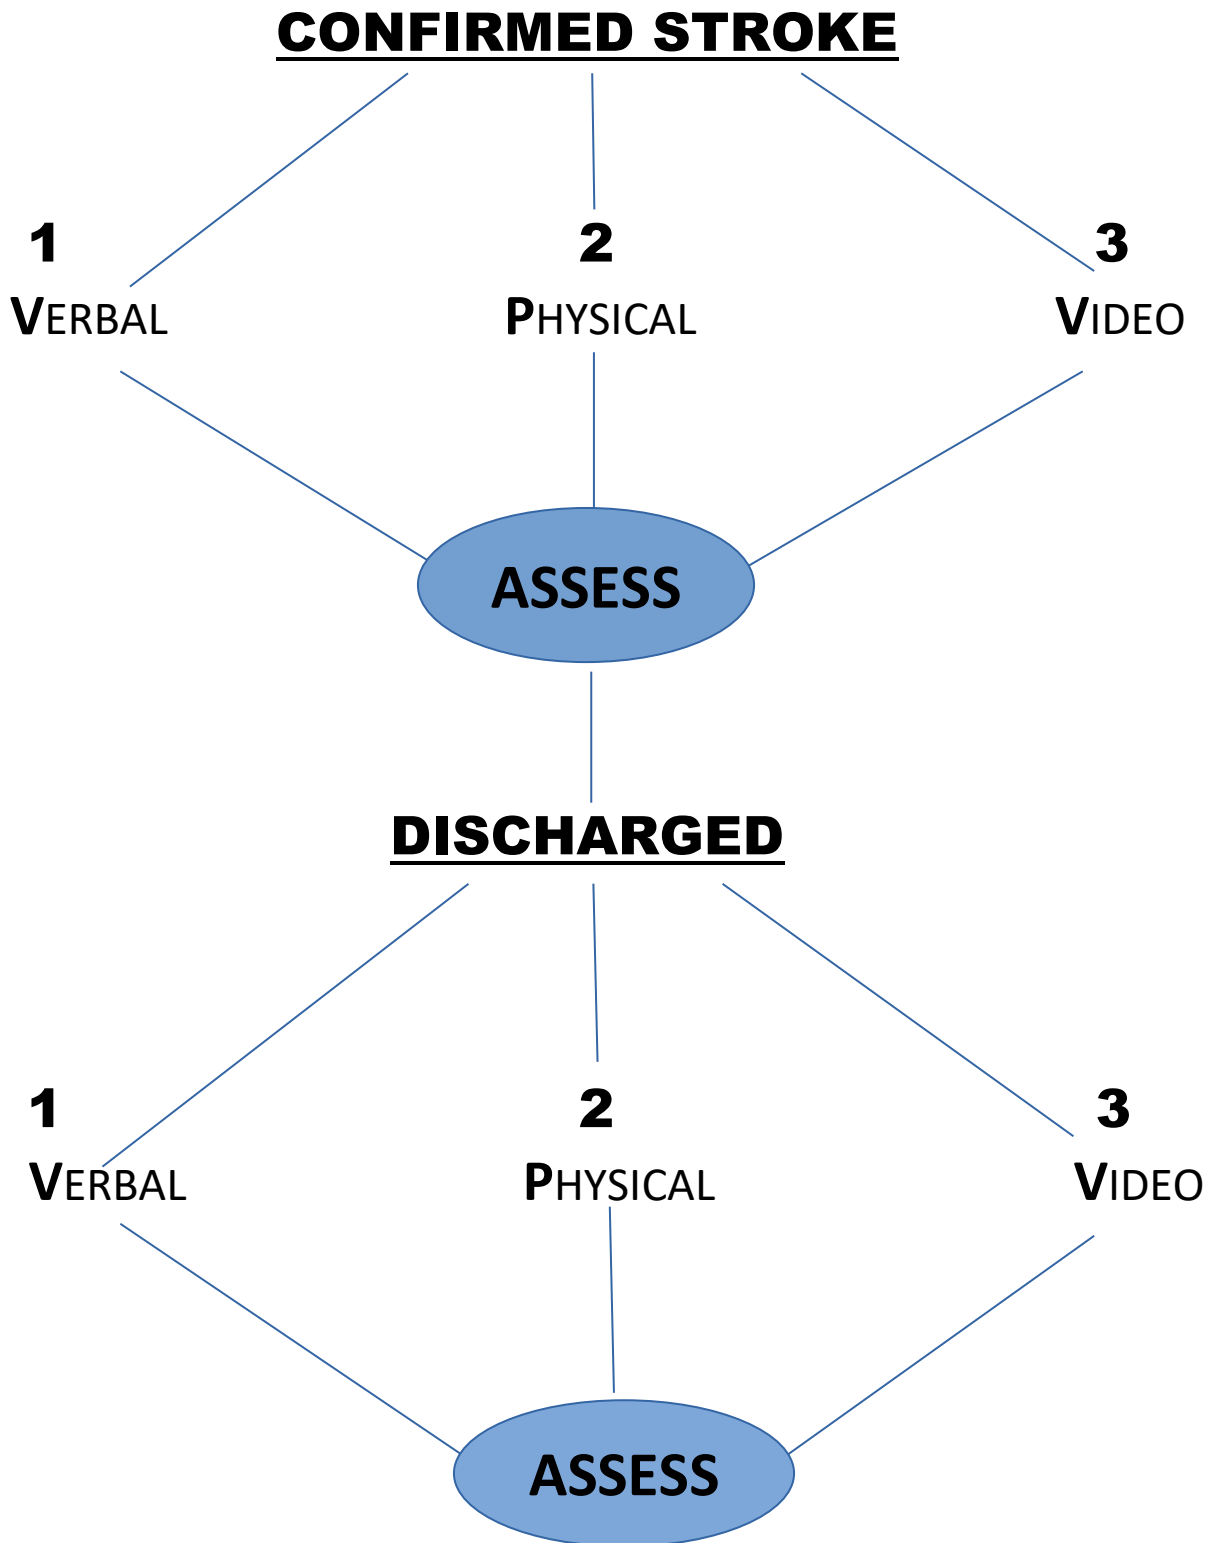 CONFIRMED STROKE
1 2 3
VERBAL PHYSICAL VIDEO
ASSESS
DISCHARGED
1 2 3
VERBAL PHYSICAL VIDEO
ASSESS